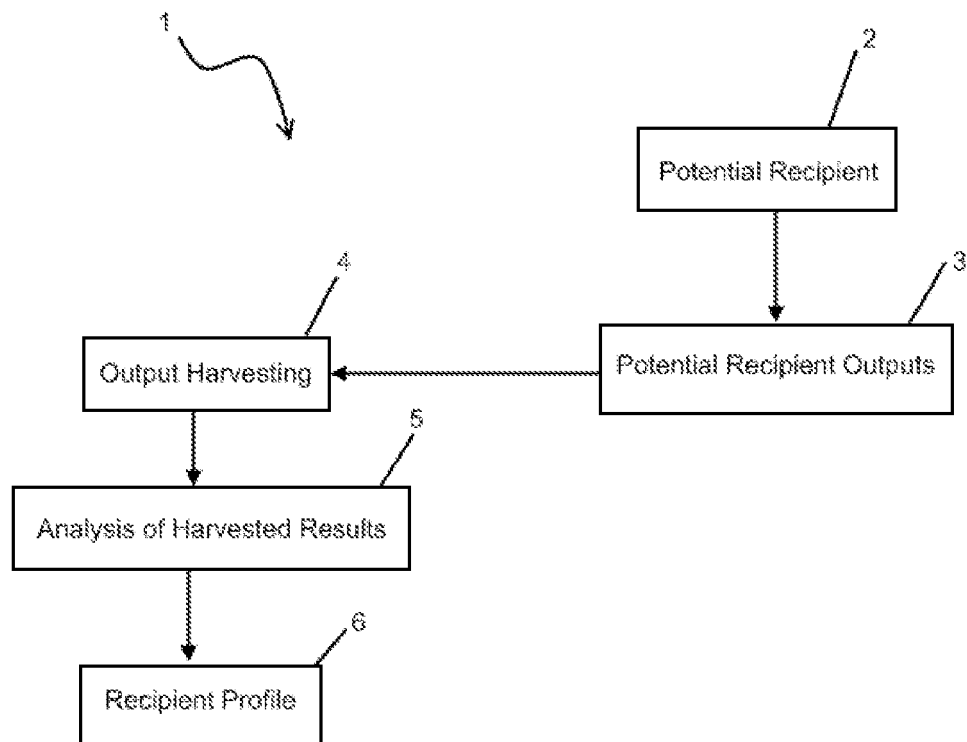 1
2
Potential Recipient
3
Potential Recipient Outputs
4
Output Harvesting
5
Analysis of Harvested Results
6
Recipient Profile